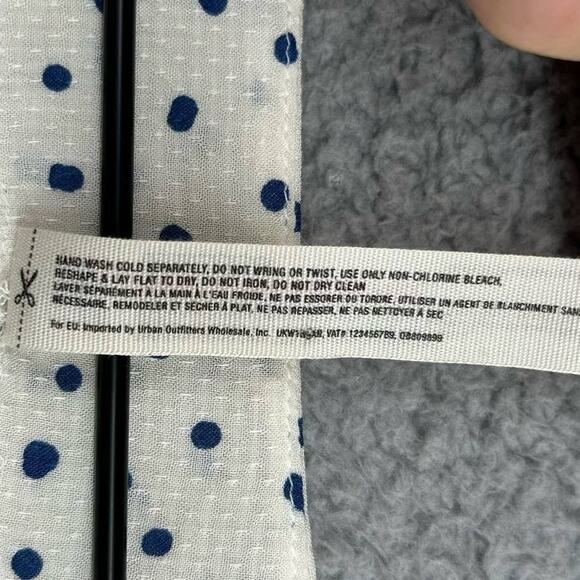 HAND WASH COLD SEPARATELY, DO NOT WRING OR TWIST, USE ONLY NON-CHLORINE BLEACH,
RESHAPE & LAY FLAT TO DRY, DO NOT IRON, DO NOT DRY CLEAN
LAVER SÉPARÉMENT À LA MAIN À L'EAU FROIDE, NE PAS ESSORER OU TORDRE, UTILISER UN AGENT DE BLANCHIMENT SANS
NÉCESSAIRE, REMODELER ET SÉCHER À PLAT, NE PAS REPASSER, NE PAS NETTOYER À SEC
For EU: Imported by Urban Outfitters Wholesale, Inc. VAT# 123456789,